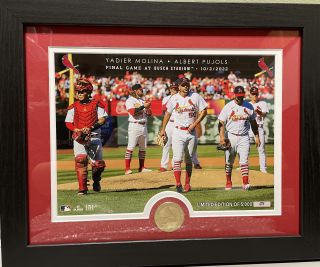 YADIER MOLINA • ALBERT PUJOLS
FINAL GAME AT BUSCH STADIUM • 10/2/2022
LIMITED EDITION OF 5,000